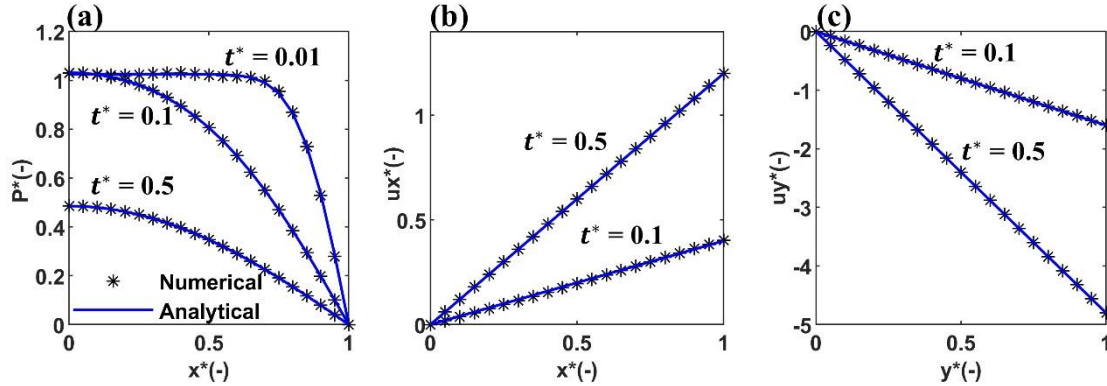 (a)
1.2
1
0.8
0.6
0.4
0.2
0
P*(-)
t* = 0.01
t* = 0.1
t* = 0.5
Numerical
Analytical
0 0.5 1
x*(-)
(b)
1
0.5
0
ux*(-)
t* = 0.5
t* = 0.1
0 0.5 1
x*(-)
(c)
0
-1
-2
-3
-4
-5
uy*(-)
t* = 0.1
t* = 0.5
0 0.5 1
y*(-)